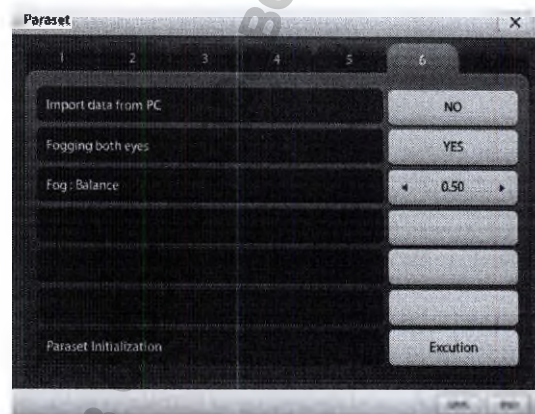 Paraset X
1 2 3 4 5 6
Import data from PC NO
Fogging both eyes YES
Fog : Balance 0.50
Paraset Initialization Excution